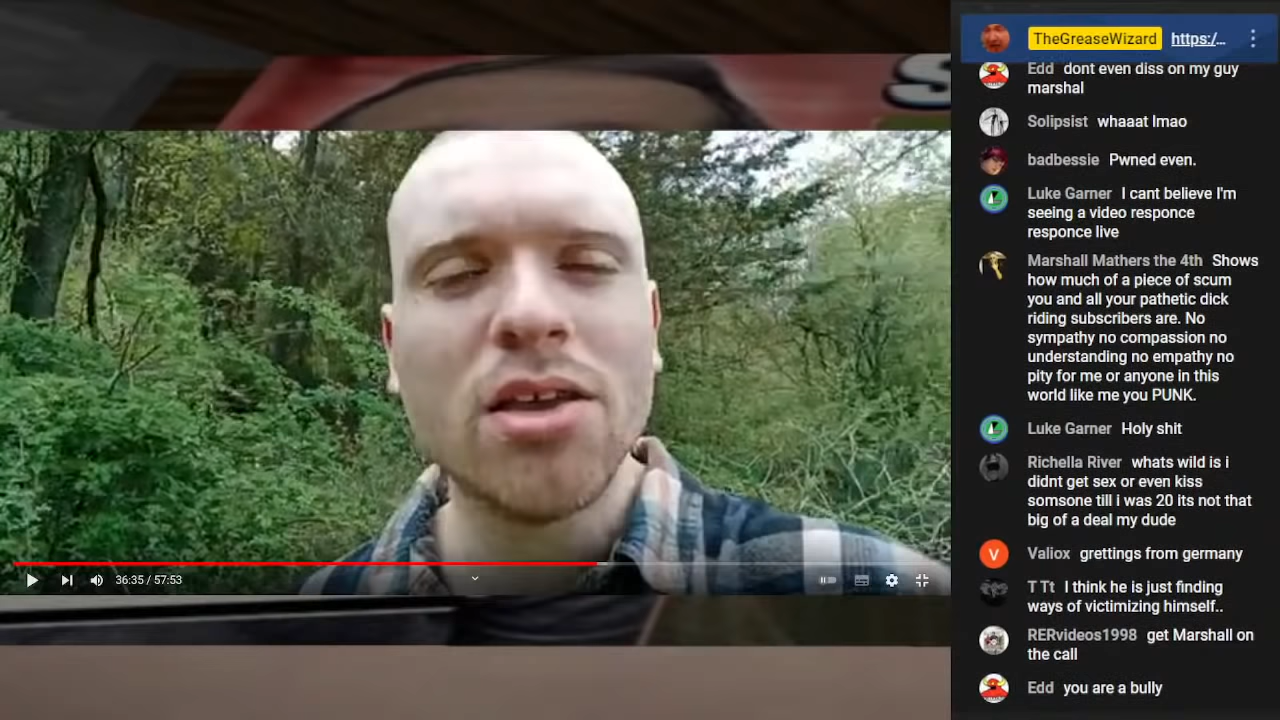 S
TheGreaseWizard https:/...
Edd dont even diss on my guy
marshal
Solipsist whaaat lmao
badbessie Pwned even.
Luke Garner I cant believe I'm
seeing a video responce
responce live
Marshall Mathers the 4th Shows
how much of a piece of scum
you and all your pathetic dick
riding subscribers are. No
sympathy no compassion no
understanding no empathy no
pity for me or anyone in this
world like me you PUNK.
Luke Garner Holy shit
Richella River whats wild is i
didnt get sex or even kiss
somsone till i was 20 its not that
big of a deal my dude
V Valiox grettings from germany
T Tt I think he is just finding
ways of victimizing himself..
RERvideos1998 get Marshall on
the call
Edd you are a bully
36:35 / 57:53